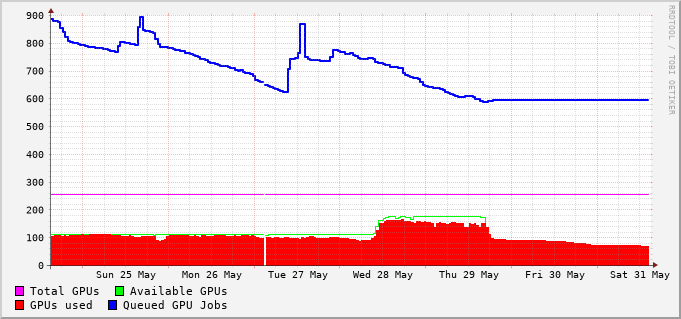 900
800
700
600
500
400
300
200
100
0
Sun 25 May Mon 26 May Tue 27 May Wed 28 May Thu 29 May Fri 30 May Sat 31 May
Total GPUs Available GPUs
GPUs used Queued GPU Jobs
RRDTOOL / TOBI OETIKER